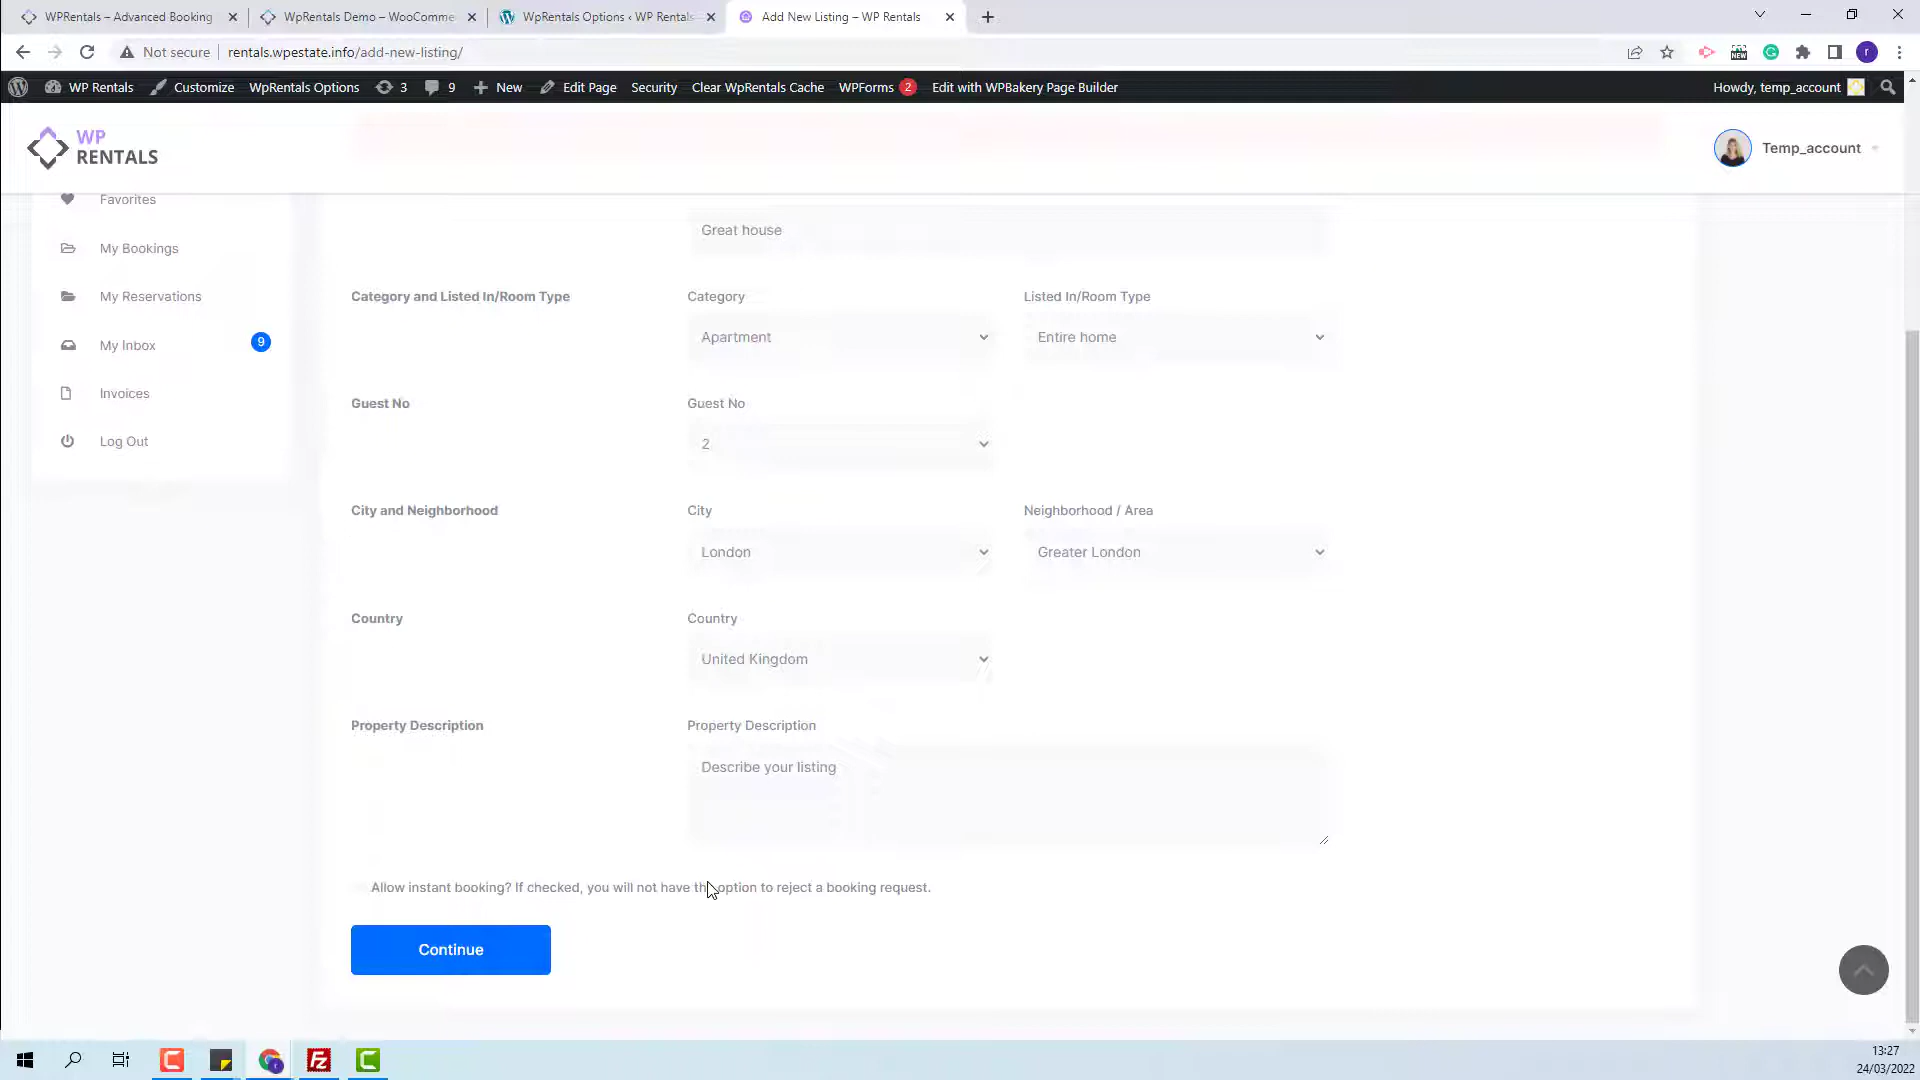 WPRentals – Advanced Booking
WpRentals Demo – WooComme
WpRentals Options ‹ WP Rentals
Add New Listing – WP Rentals
Not secure
rentals.wpestate.info/add-new-listing/
NEW
r
WP Rentals
Customize
WpRentals Options
3
9
New
Edit Page
Security
Clear WpRentals Cache
WPForms 2
Edit with WPBakery Page Builder
Howdy, temp_account
WP
RENTALS
Temp_account
Favorites
My Bookings
My Reservations
My Inbox 9
Invoices
Log Out
Great house
Category and Listed In/Room Type
Category
Listed In/Room Type
Apartment
Entire home
Guest No
Guest No
2
City and Neighborhood
City
Neighborhood / Area
London
Greater London
Country
Country
United Kingdom
Property Description
Property Description
Describe your listing
Allow instant booking? If checked, you will not have the option to reject a booking request.
Continue
13:27
24/03/2022